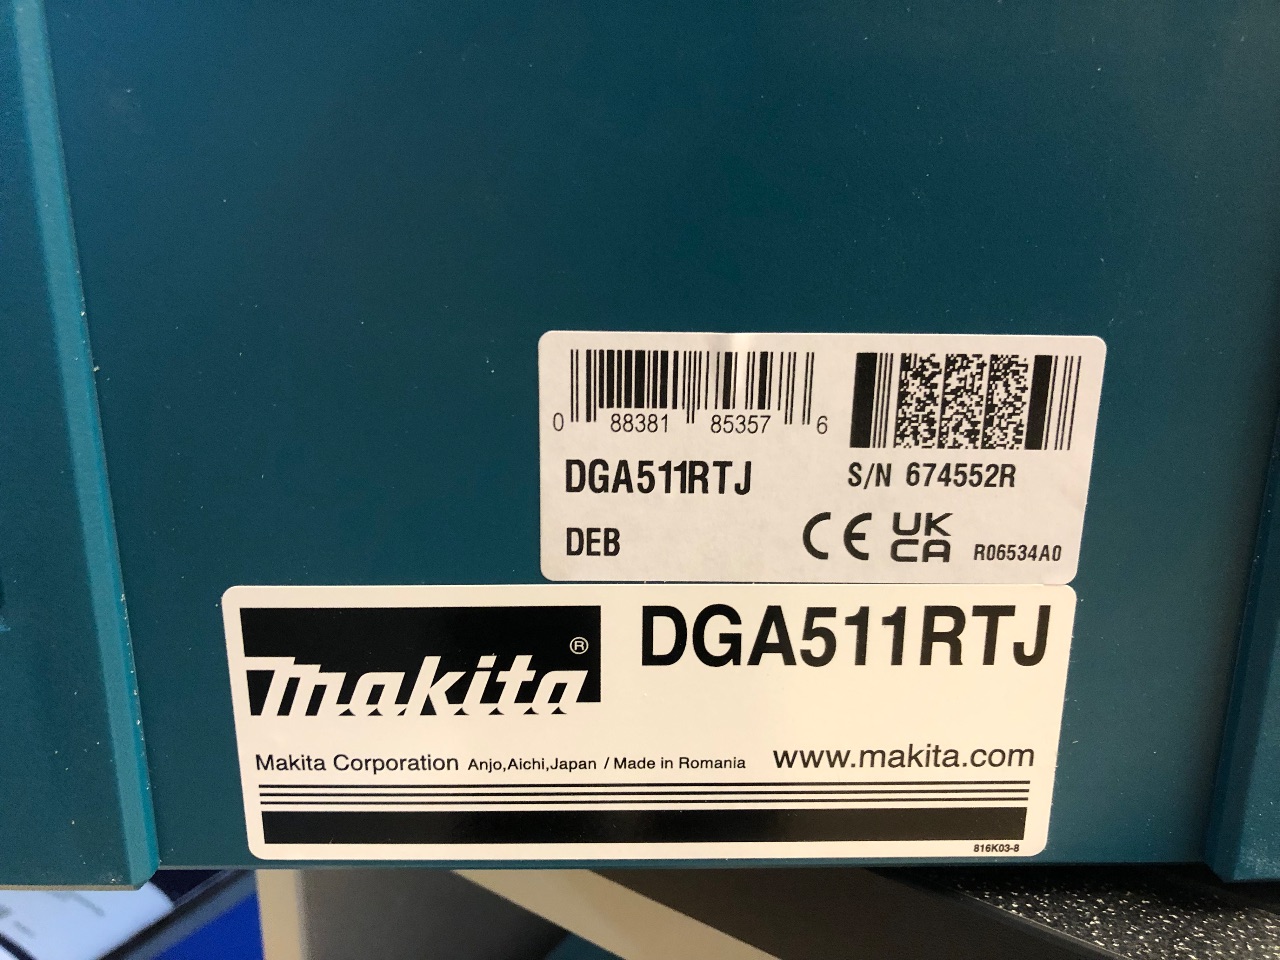 0 88381 85357 6
DGA511RTJ S/N 674552R
DEB CE UK CA R06534A0
makita ® DGA511RTJ
Makita Corporation Anjo,Aichi,Japan / Made in Romania www.makita.com
816K03-8